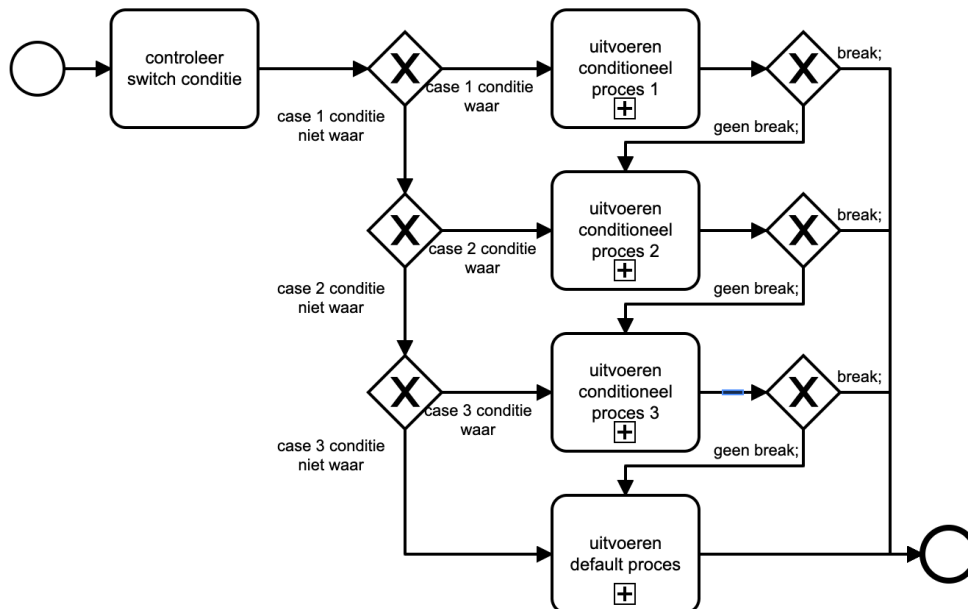 controleer
switch conditie
case 1 conditie
waar
case 1 conditie
niet waar
uitvoeren
conditioneel
proces 1
break;
geen break;
case 2 conditie
waar
case 2 conditie
niet waar
uitvoeren
conditioneel
proces 2
break;
geen break;
case 3 conditie
waar
case 3 conditie
niet waar
uitvoeren
conditioneel
proces 3
break;
geen break;
uitvoeren
default proces